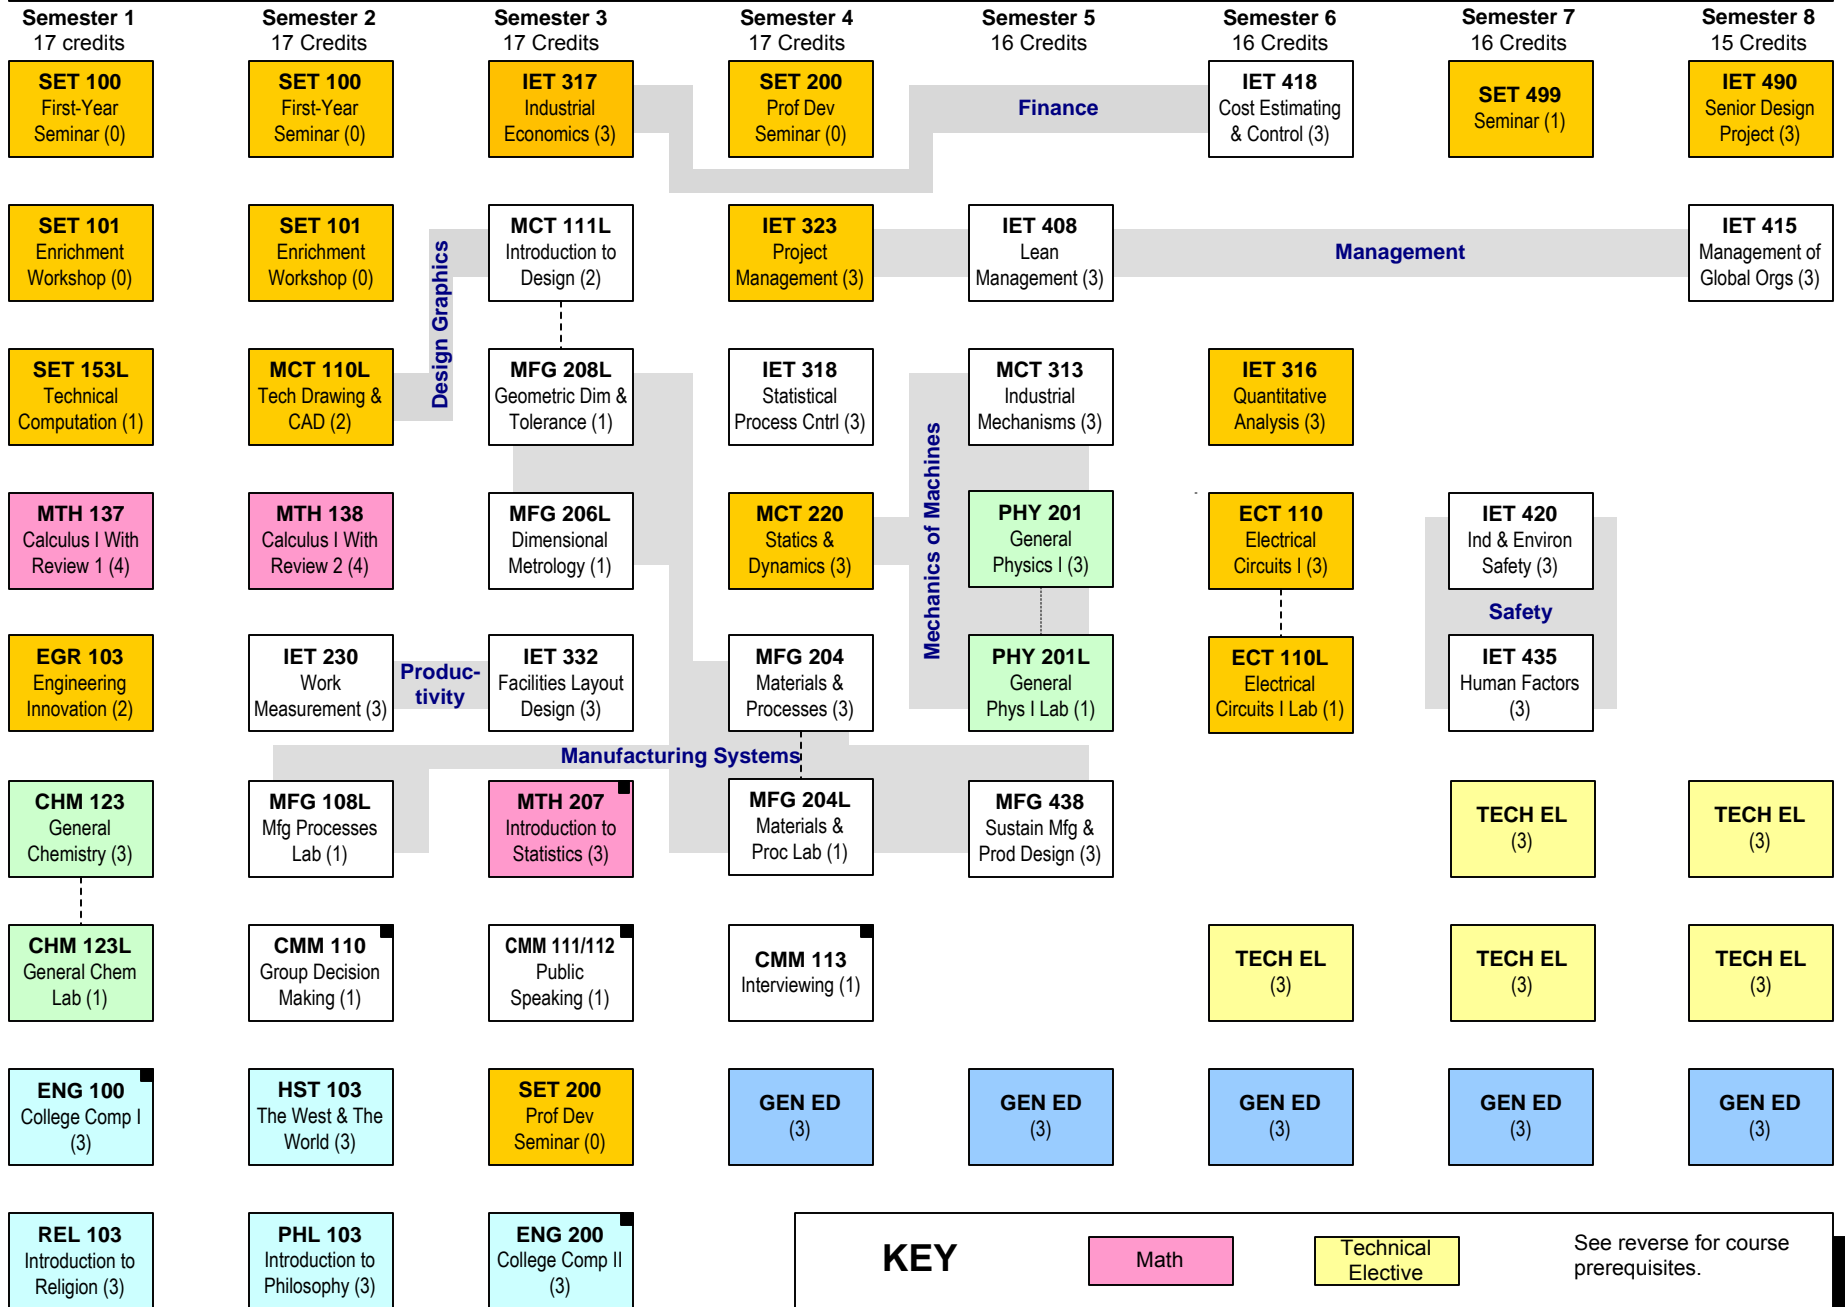 Semester 1
17 credits
Semester 2
17 Credits
Semester 3
17 Credits
Semester 4
17 Credits
Semester 5
16 Credits
Semester 6
16 Credits
Semester 7
16 Credits
Semester 8
15 Credits
SET 100
First-Year
Seminar (0)
SET 100
First-Year
Seminar (0)
IET 317
Industrial
Economics (3)
SET 200
Prof Dev
Seminar (0)
Finance
IET 418
Cost Estimating
& Control (3)
SET 499
Seminar (1)
IET 490
Senior Design
Project (3)
SET 101
Enrichment
Workshop (0)
SET 101
Enrichment
Workshop (0)
Design Graphics
MCT 111L
Introduction to
Design (2)
IET 323
Project
Management (3)
IET 408
Lean
Management (3)
Management
IET 415
Management of
Global Orgs (3)
SET 153L
Technical
Computation (1)
MCT 110L
Tech Drawing &
CAD (2)
MFG 208L
Geometric Dim &
Tolerance (1)
IET 318
Statistical
Process Cntrl (3)
Mechanics of Machines
MCT 313
Industrial
Mechanisms (3)
IET 316
Quantitative
Analysis (3)
MTH 137
Calculus I With
Review 1 (4)
MTH 138
Calculus I With
Review 2 (4)
MFG 206L
Dimensional
Metrology (1)
MCT 220
Statics &
Dynamics (3)
PHY 201
General
Physics I (3)
ECT 110
Electrical
Circuits I (3)
IET 420
Ind & Environ
Safety (3)
Safety
EGR 103
Engineering
Innovation (2)
IET 230
Work
Measurement (3)
Produc-
tivity
IET 332
Facilities Layout
Design (3)
MFG 204
Materials &
Processes (3)
PHY 201L
General
Phys I Lab (1)
ECT 110L
Electrical
Circuits I Lab (1)
IET 435
Human Factors
(3)
Manufacturing Systems
CHM 123
General
Chemistry (3)
MFG 108L
Mfg Processes
Lab (1)
MTH 207
Introduction to
Statistics (3)
MFG 204L
Materials &
Proc Lab (1)
MFG 438
Sustain Mfg &
Prod Design (3)
TECH EL
(3)
TECH EL
(3)
CHM 123L
General Chem
Lab (1)
CMM 110
Group Decision
Making (1)
CMM 111/112
Public
Speaking (1)
CMM 113
Interviewing (1)
TECH EL
(3)
TECH EL
(3)
TECH EL
(3)
ENG 100
College Comp I
(3)
HST 103
The West & The
World (3)
SET 200
Prof Dev
Seminar (0)
GEN ED
(3)
GEN ED
(3)
GEN ED
(3)
GEN ED
(3)
GEN ED
(3)
REL 103
Introduction to
Religion (3)
PHL 103
Introduction to
Philosophy (3)
ENG 200
College Comp II
(3)
KEY
Math
Technical
Elective
See reverse for course
prerequisites.